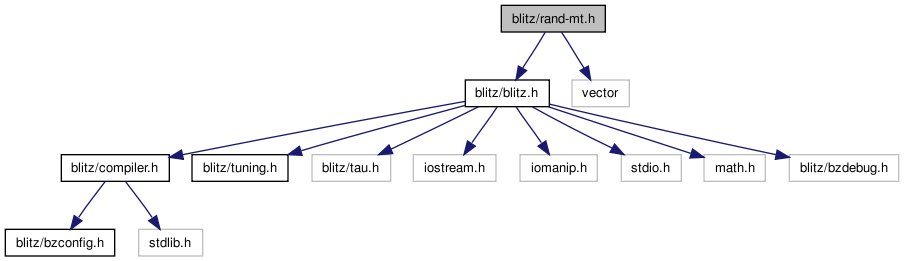 blitz/rand-mt.h
blitz/blitz.h
vector
blitz/compiler.h
blitz/tuning.h
blitz/tau.h
iostream.h
iomanip.h
stdio.h
math.h
blitz/bzdebug.h
blitz/bzconfig.h
stdlib.h